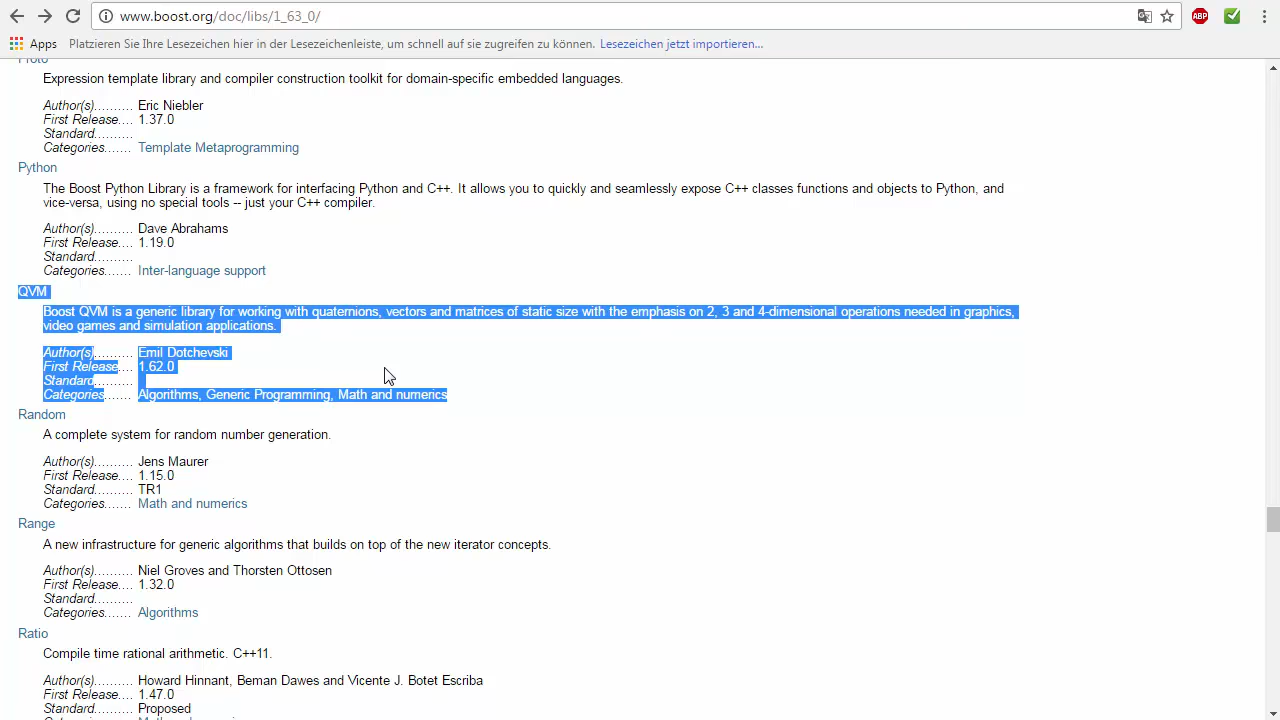 www.boost.org/doc/libs/1_63_0/
ABP
Apps Platzieren Sie Ihre Lesezeichen hier in der Lesezeichenleiste, um schnell auf sie zugreifen zu können. Lesezeichen jetzt importieren...
Proto
Expression template library and compiler construction toolkit for domain-specific embedded languages.
Author(s).......... Eric Niebler
First Release.... 1.37.0
Standard..........
Categories....... Template Metaprogramming
Python
The Boost Python Library is a framework for interfacing Python and C++. It allows you to quickly and seamlessly expose C++ classes functions and objects to Python, and
vice-versa, using no special tools -- just your C++ compiler.
Author(s).......... Dave Abrahams
First Release.... 1.19.0
Standard..........
Categories....... Inter-language support
QVM
Boost QVM is a generic library for working with quaternions, vectors and matrices of static size with the emphasis on 2, 3 and 4-dimensional operations needed in graphics,
video games and simulation applications.
Author(s).......... Emil Dotchevski
First Release.... 1.62.0
Standard..........
Categories....... Algorithms, Generic Programming, Math and numerics
Random
A complete system for random number generation.
Author(s).......... Jens Maurer
First Release.... 1.15.0
Standard.......... TR1
Categories....... Math and numerics
Range
A new infrastructure for generic algorithms that builds on top of the new iterator concepts.
Author(s).......... Niel Groves and Thorsten Ottosen
First Release.... 1.32.0
Standard..........
Categories....... Algorithms
Ratio
Compile time rational arithmetic. C++11.
Author(s).......... Howard Hinnant, Beman Dawes and Vicente J. Botet Escriba
First Release.... 1.47.0
Standard.......... Proposed